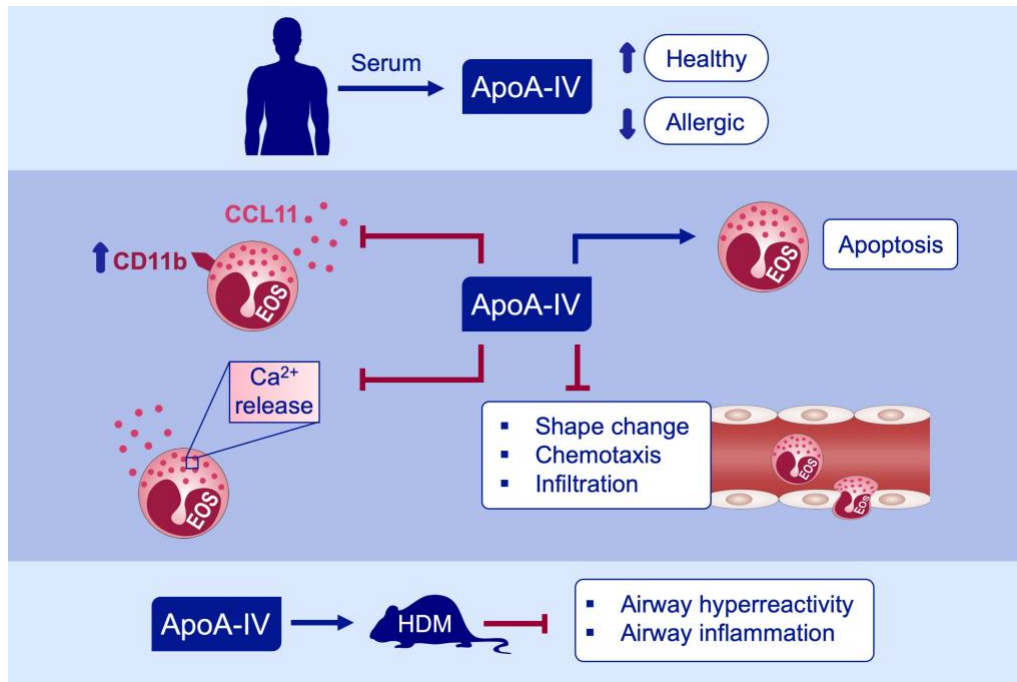 Serum
ApoA-IV
Healthy
Allergic
CCL11
CD11b
EOS
ApoA-IV
EOS
Apoptosis
Ca²⁺
release
EOS
▪ Shape change
▪ Chemotaxis
▪ Infiltration
EOS
EOS
ApoA-IV
HDM
▪ Airway hyperreactivity
▪ Airway inflammation